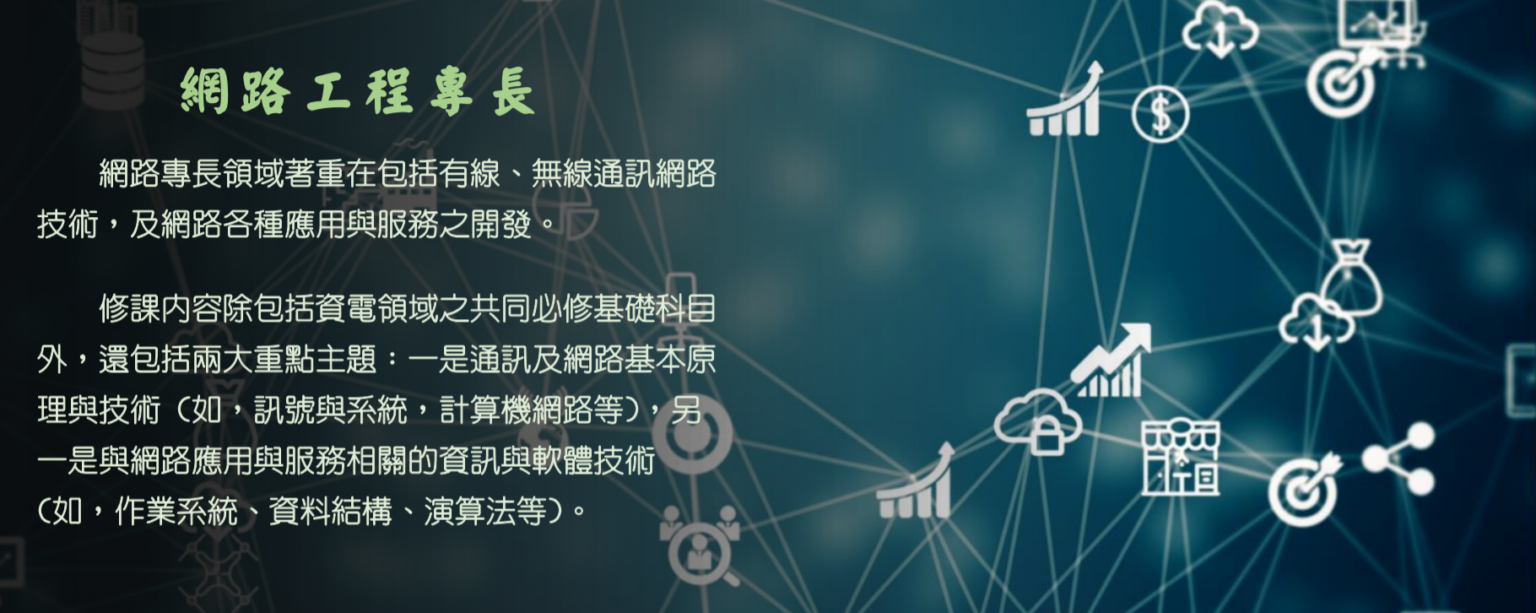 網路工程專長
網路專長領域著重在包括有線、無線通訊網路
技術，及網路各種應用與服務之開發。
修課內容除包括資電領域之共同必修基礎科目
外，還包括兩大重點主題：一是通訊及網路基本原
理與技術（如，訊號與系統，計算機網路等），另
一是與網路應用與服務相關的資訊與軟體技術
（如，作業系統、資料結構、演算法等）。